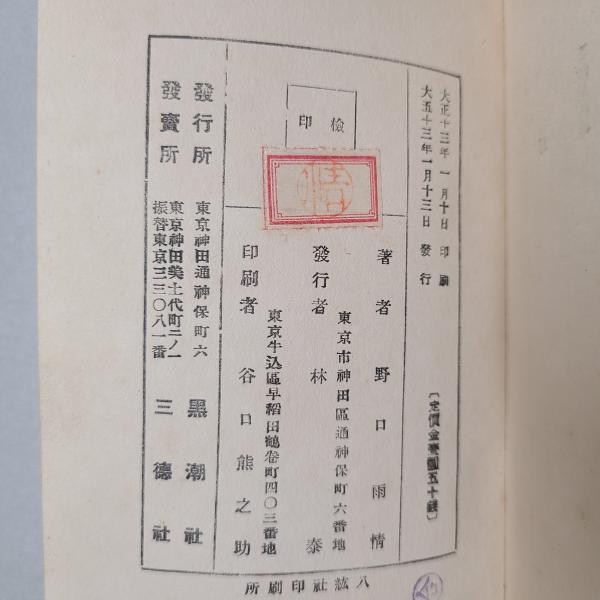 大正十三年一月十日印刷
大正十三年一月十三日發行
〔定價金壹圓五十錢〕
檢印
情
著者 野口雨情
東京市神田區通神保町六番地
發行者 林泰
東京牛込區早稻田鶴卷町四〇三番地
印刷者 谷口熊之助
發行所 東京神田通神保町六 黑潮社
發賣所 東京神田美土代町二ノ一 三德社
振替東京三三〇八一番
八紘社印刷所